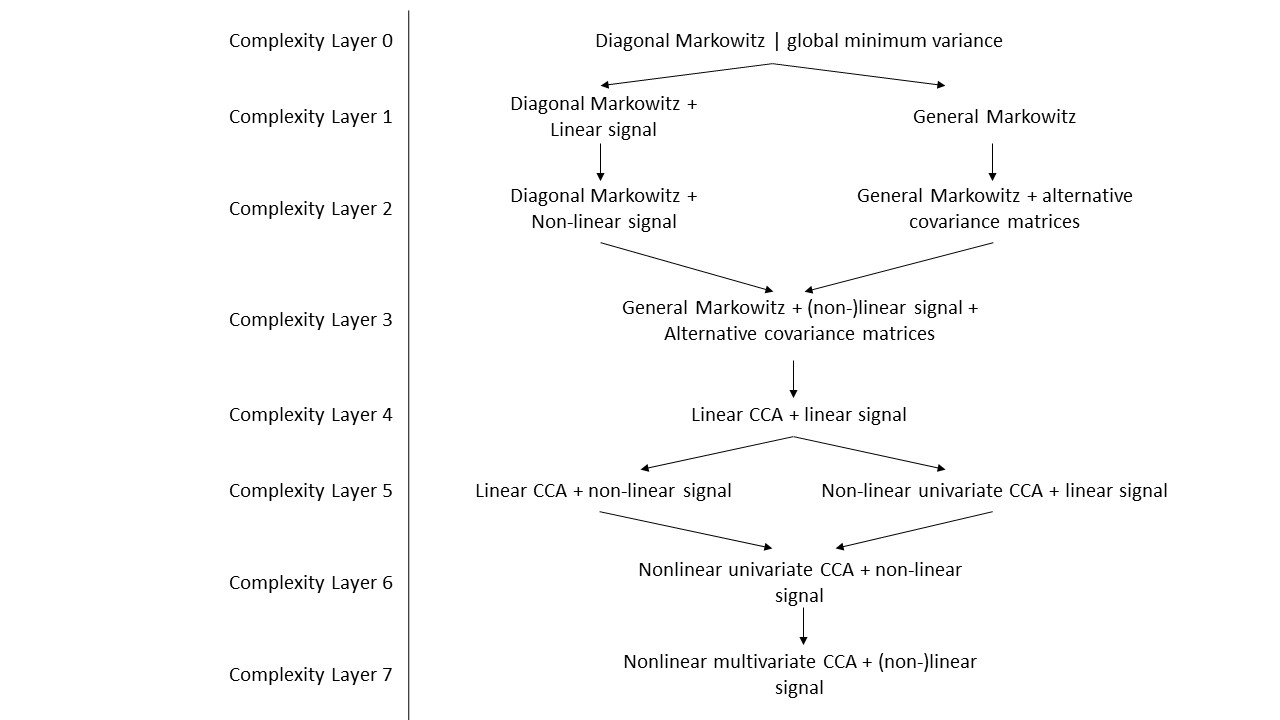 Complexity Layer 0
Diagonal Markowitz | global minimum variance
Complexity Layer 1
Diagonal Markowitz +
Linear signal
General Markowitz
Complexity Layer 2
Diagonal Markowitz +
Non-linear signal
General Markowitz + alternative
covariance matrices
Complexity Layer 3
General Markowitz + (non-)linear signal +
Alternative covariance matrices
Complexity Layer 4
Linear CCA + linear signal
Complexity Layer 5
Linear CCA + non-linear signal
Non-linear univariate CCA + linear signal
Complexity Layer 6
Nonlinear univariate CCA + non-linear
signal
Complexity Layer 7
Nonlinear multivariate CCA + (non-)linear
signal